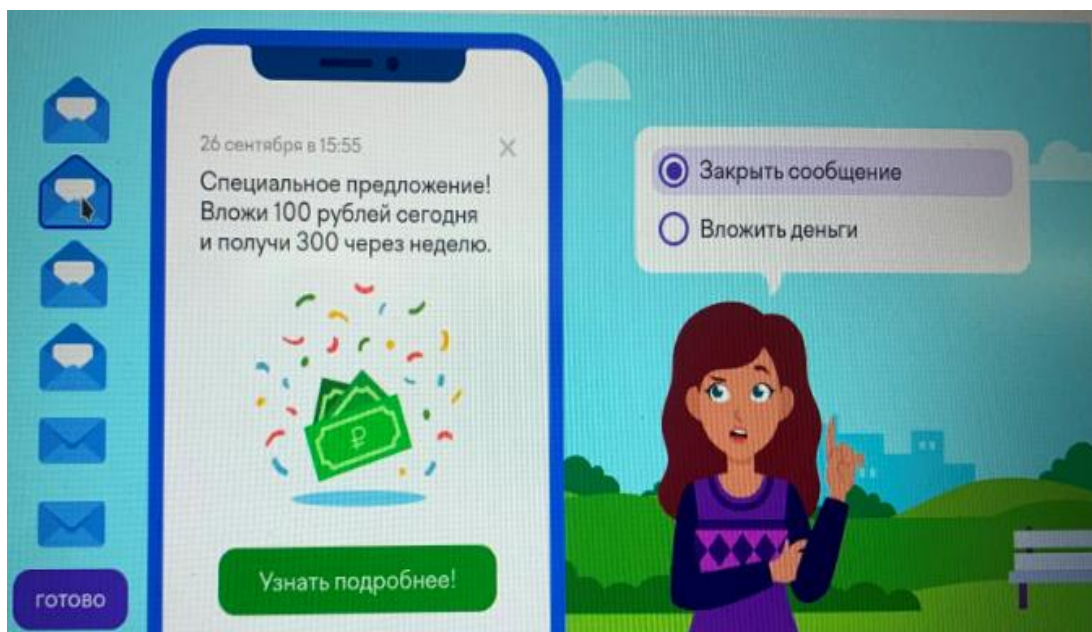 26 сентября в 15:55
Специальное предложение!
Вложи 100 рублей сегодня
и получи 300 через неделю.
₽
Узнать подробнее!
Закрыть сообщение
Вложить деньги
ГОТОВО